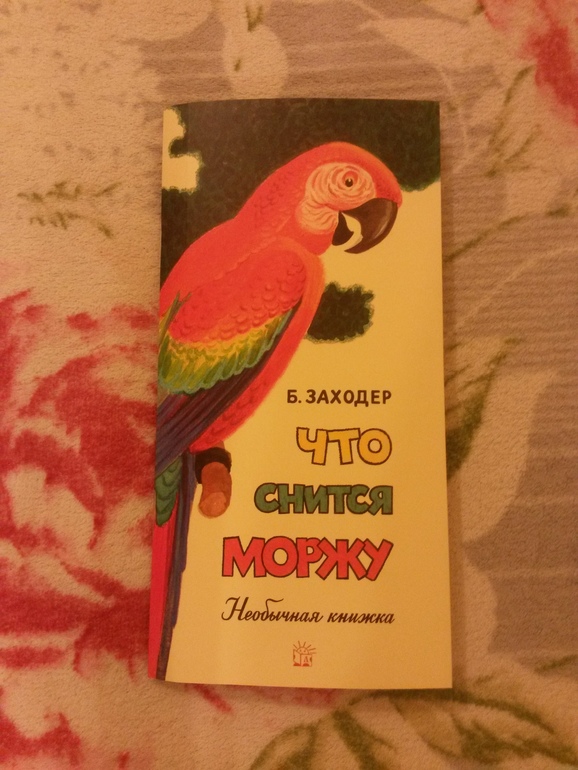 Б. ЗАХОДЕР
ЧТО
СНИТСЯ
МОРЖУ
Необычная книжка